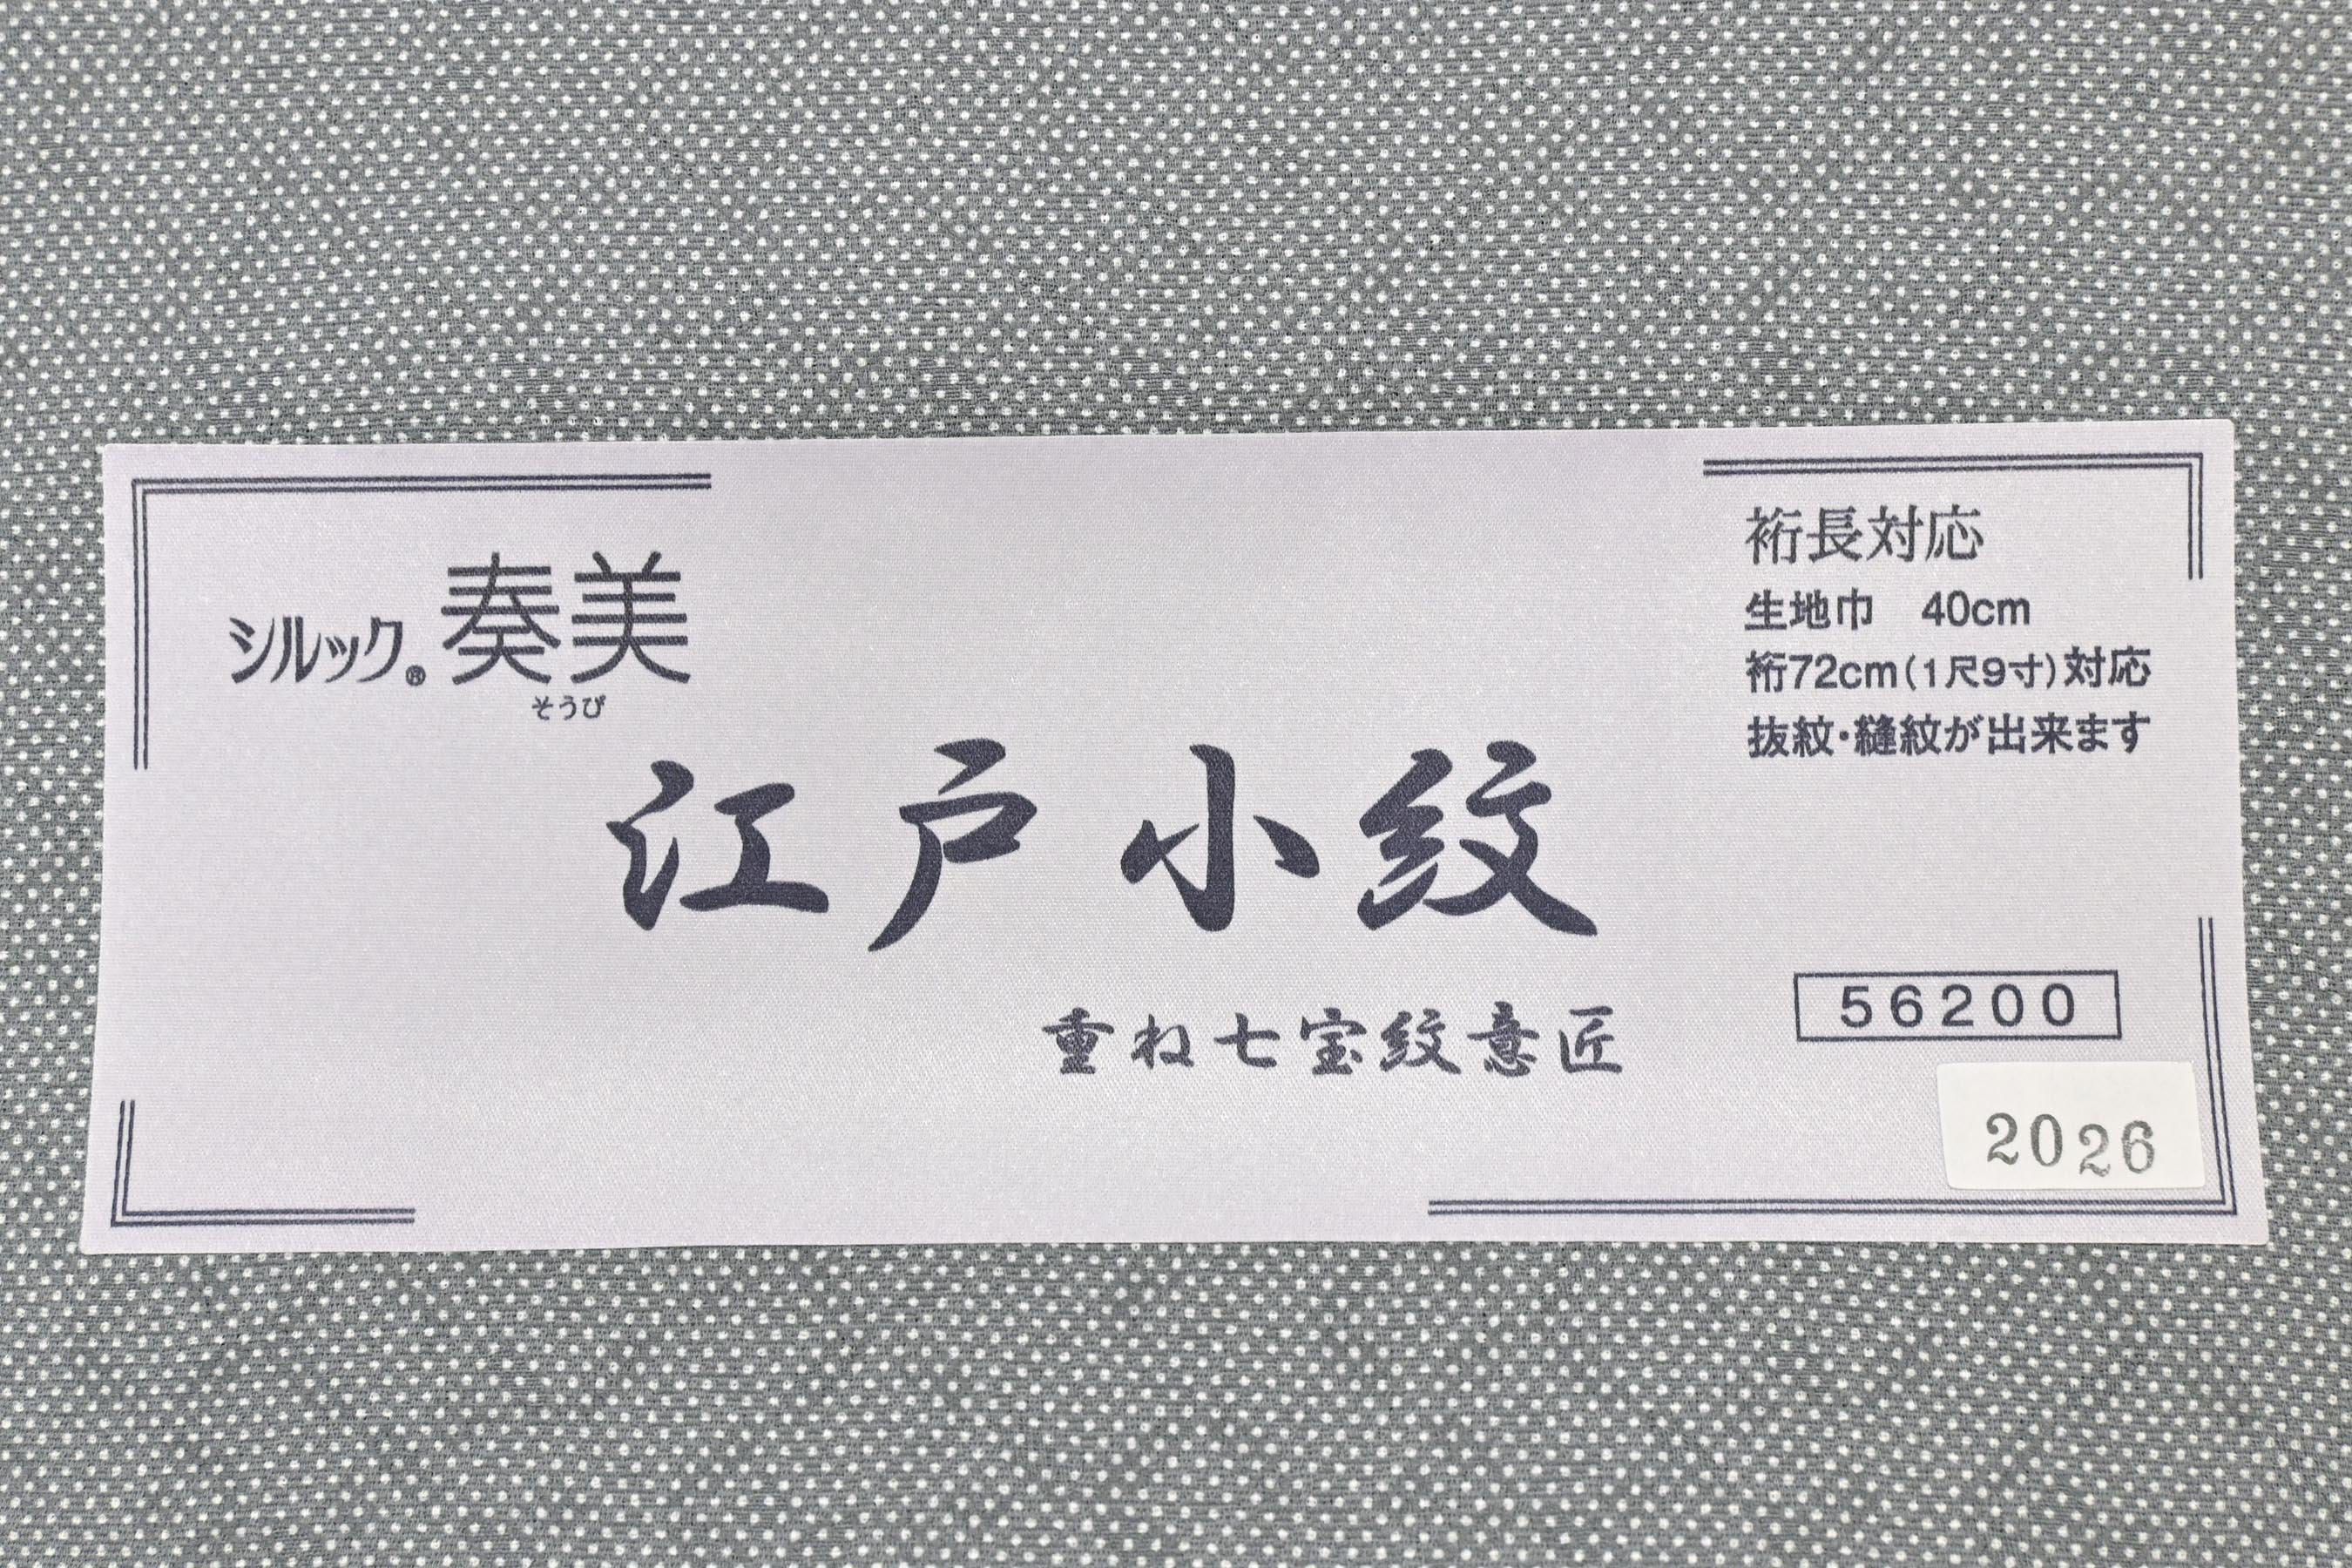 シルック® 奏美
そうび
裄長対応
生地巾 40cm
裄72cm(1尺9寸)対応
抜紋・縫紋が出来ます
江戸小紋
重ね七宝紋意匠
56200
2026